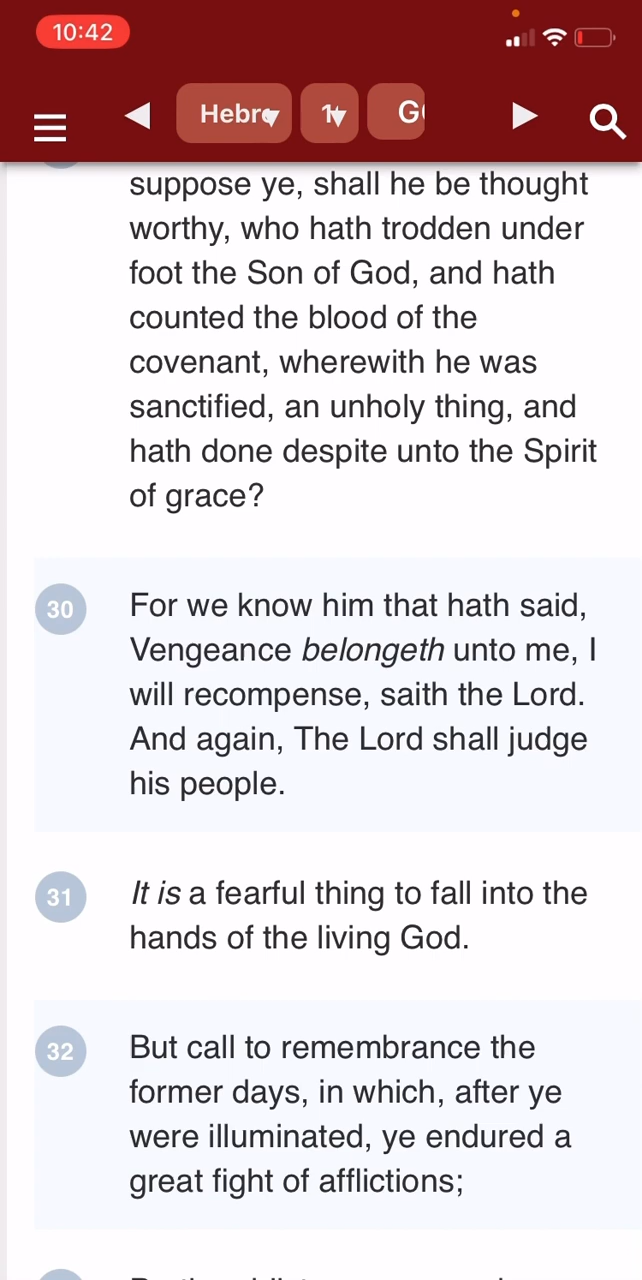 10:42
Hebre 1 G
suppose ye, shall he be thought
worthy, who hath trodden under
foot the Son of God, and hath
counted the blood of the
covenant, wherewith he was
sanctified, an unholy thing, and
hath done despite unto the Spirit
of grace?
30 For we know him that hath said,
Vengeance belongeth unto me, I
will recompense, saith the Lord.
And again, The Lord shall judge
his people.
31 It is a fearful thing to fall into the
hands of the living God.
32 But call to remembrance the
former days, in which, after ye
were illuminated, ye endured a
great fight of afflictions;